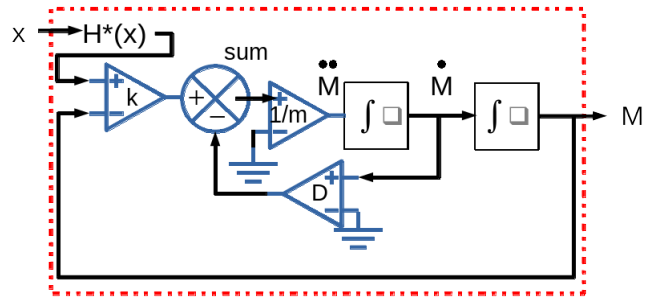 x
H*(x)
sum
k
+
−
+
−
1/m
+
−
M̈
∫
Ṁ
∫
M
D
+
−